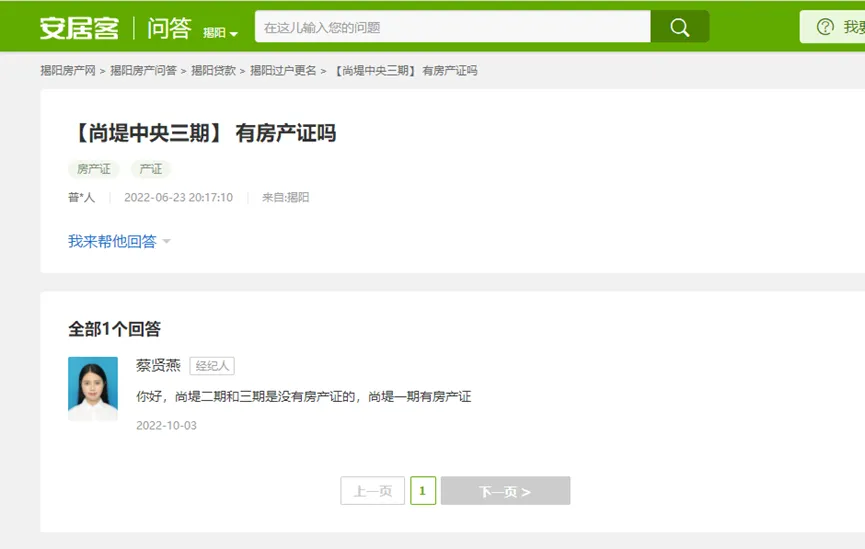 安居客 问答 揭阳 在这儿输入您的问题 我要
揭阳房产网 > 揭阳房产问答 > 揭阳贷款 > 揭阳过户更名 > 【尚堤中央三期】 有房产证吗
【尚堤中央三期】 有房产证吗
房产证 产证
普*人 2022-06-23 20:17:10 来自:揭阳
我来帮他回答
全部1个回答
蔡贤燕 经纪人
你好，尚堤二期和三期是没有房产证的，尚堤一期有房产证
2022-10-03
上一页 1 下一页 >